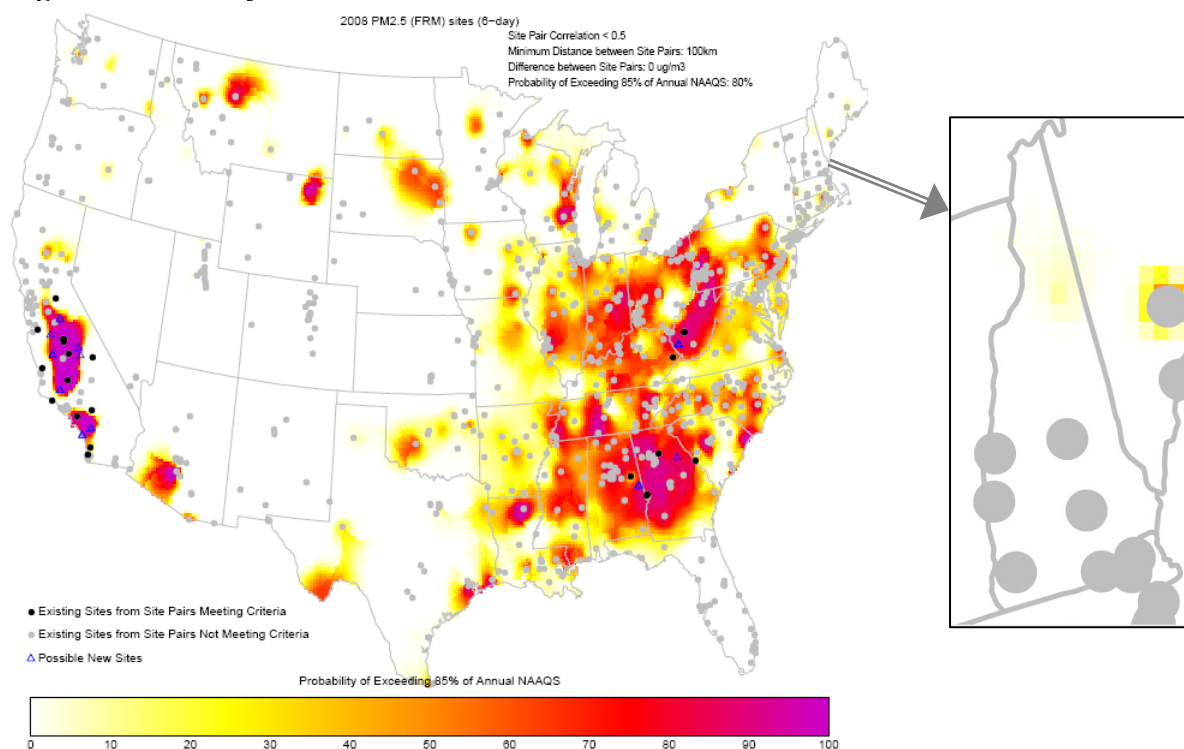 2008 PM2.5 (FRM) sites (6−day)
Site Pair Correlation < 0.5
Minimum Distance between Site Pairs: 100km
Difference between Site Pairs: 0 ug/m3
Probability of Exceeding 85% of Annual NAAQS: 80%
Existing Sites from Site Pairs Meeting Criteria
Existing Sites from Site Pairs Not Meeting Criteria
Possible New Sites
Probability of Exceeding 85% of Annual NAAQS
0 10 20 30 40 50 60 70 80 90 100